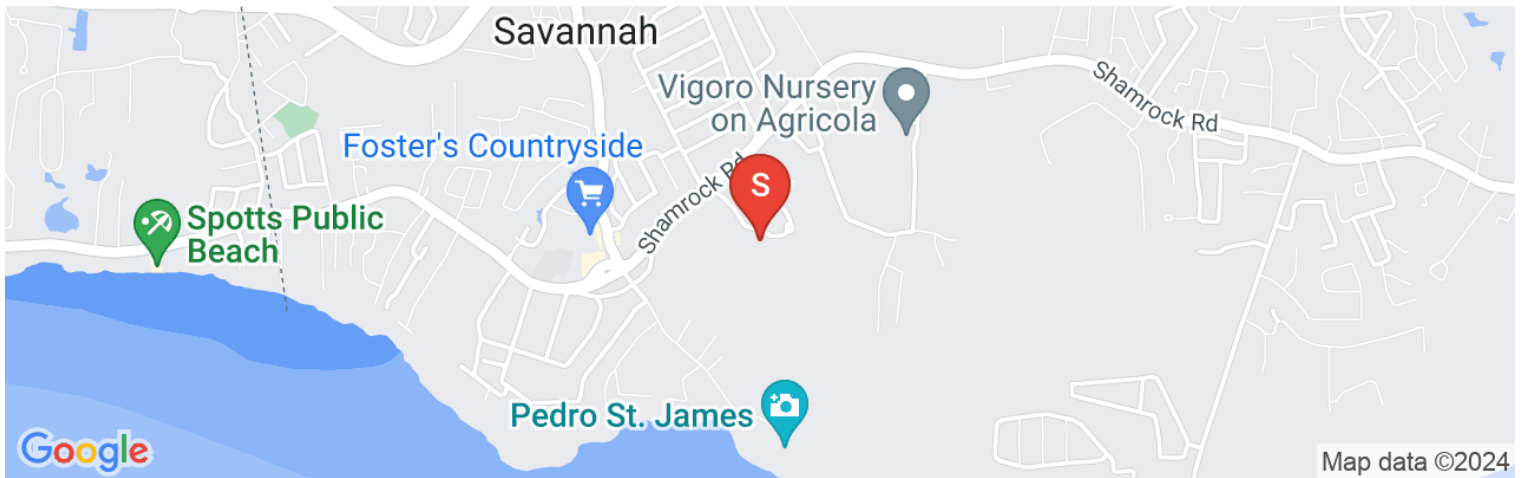 Savannah
Vigoro Nursery
on Agricola
Shamrock Rd
Foster's Countryside
Shamrock Rd
S
Spotts Public
Beach
Pedro St. James
Google
Map data ©2024